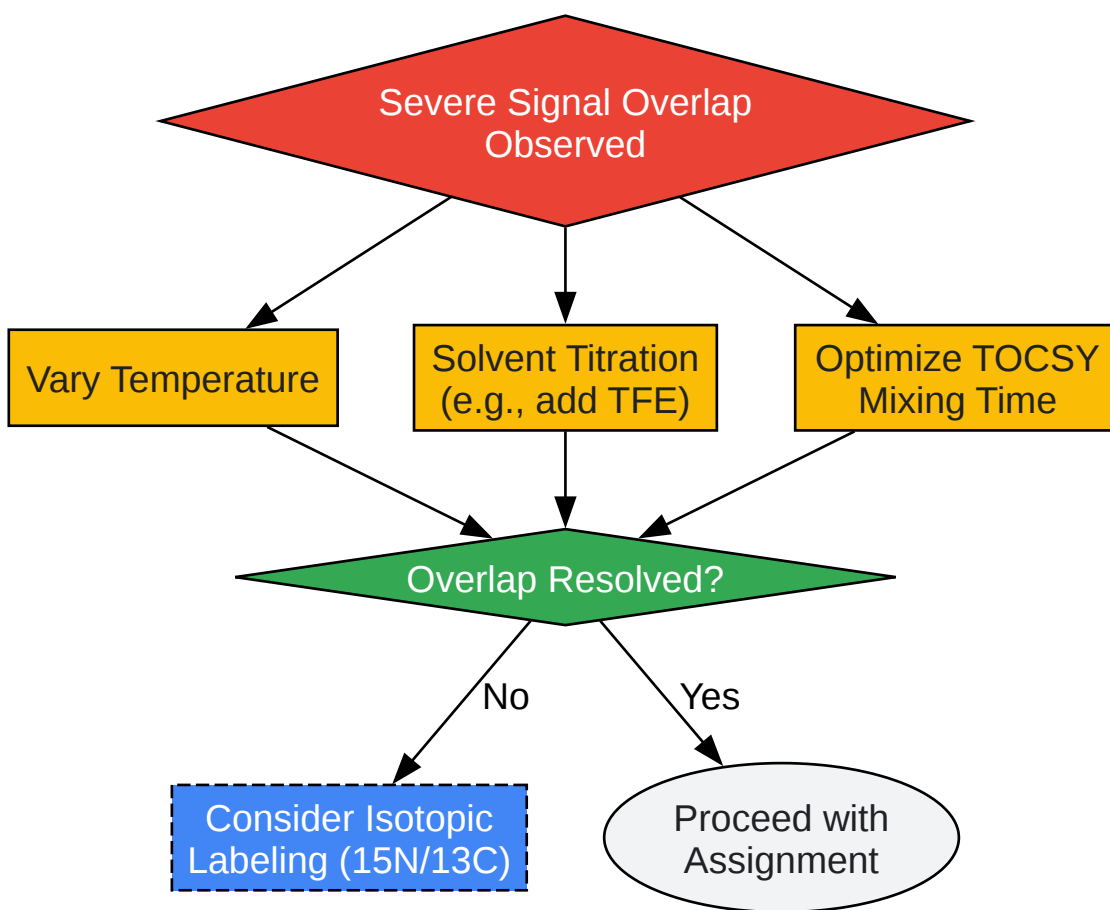 Severe Signal Overlap
Observed
Vary Temperature
Solvent Titration
(e.g., add TFE)
Optimize TOCSY
Mixing Time
Overlap Resolved?
No
Yes
Consider Isotopic
Labeling (15N/13C)
Proceed with
Assignment